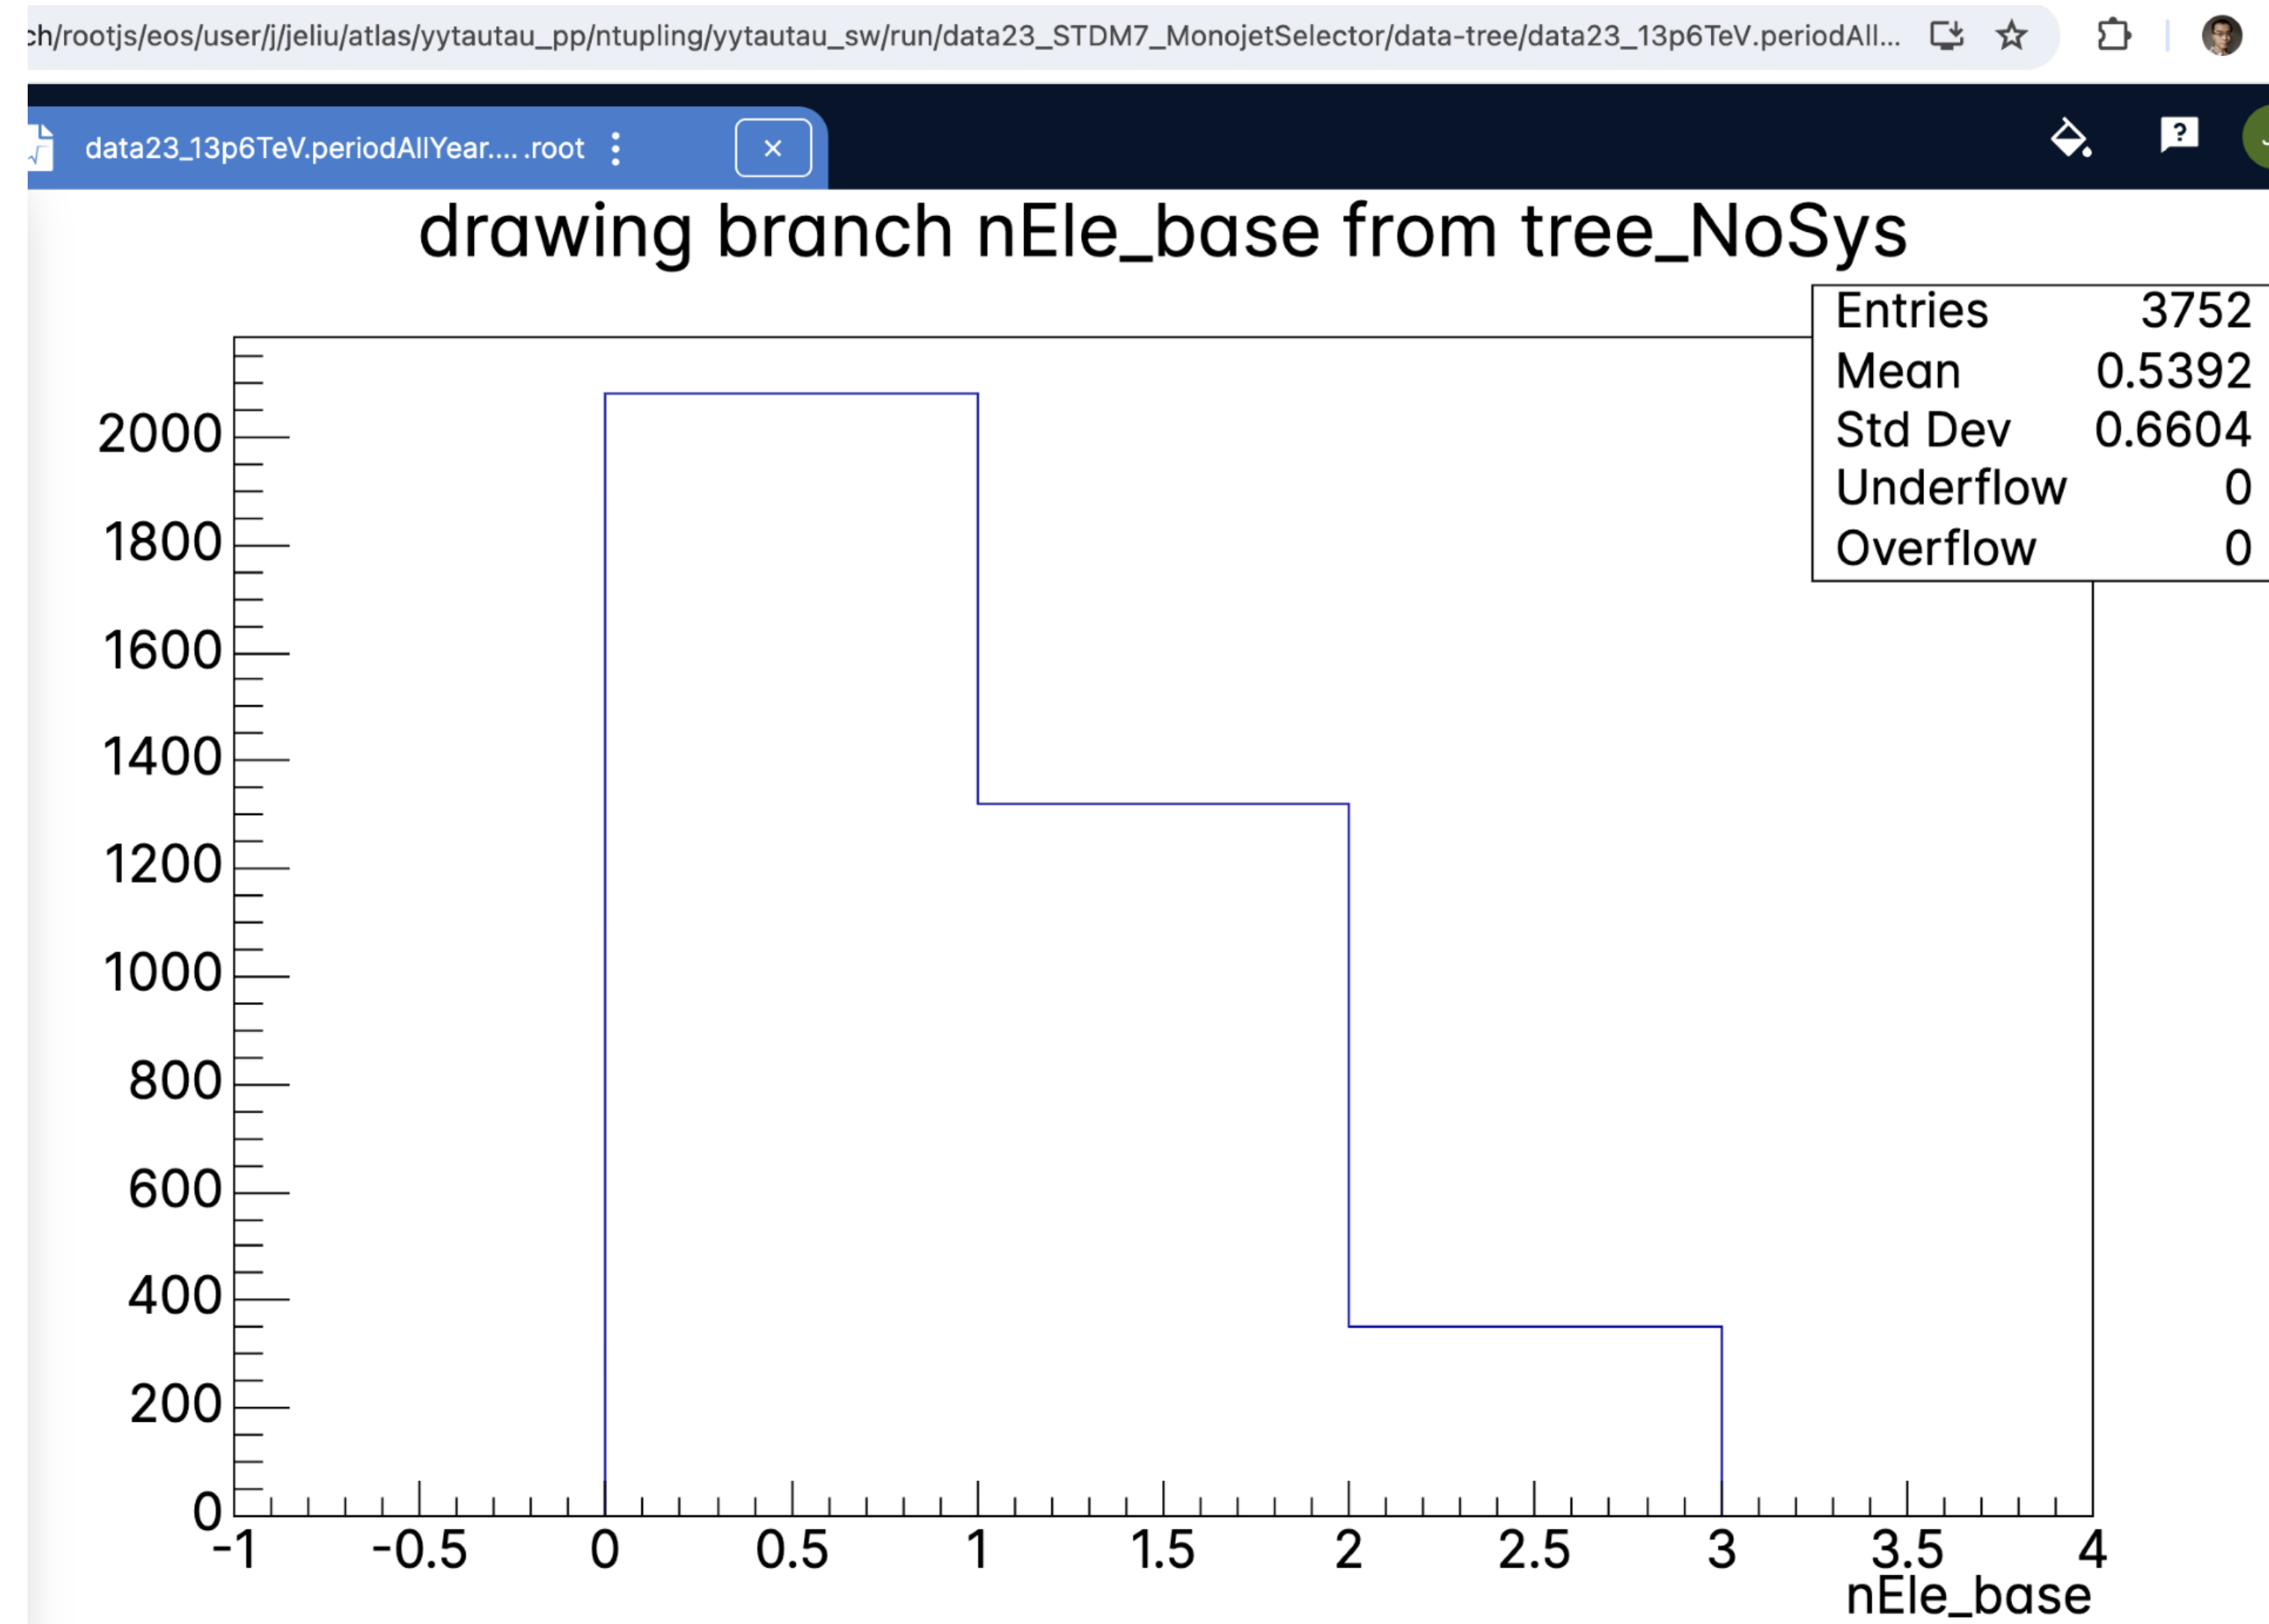 ch/rootjs/eos/user/j/jeliu/atlas/yytautau_pp/ntupling/yytautau_sw/run/data23_STDM7_MonojetSelector/data-tree/data23_13p6TeV.periodAll...
data23_13p6TeV.periodAllYear.... .root
drawing branch nEle_base from tree_NoSys
Entries 3752
Mean 0.5392
Std Dev 0.6604
Underflow 0
Overflow 0
2000
1800
1600
1400
1200
1000
800
600
400
200
0
-1 -0.5 0 0.5 1 1.5 2 2.5 3 3.5 4
nEle_base